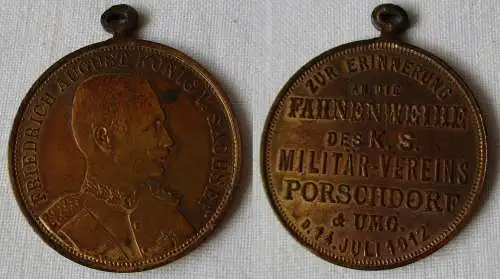 FRIEDRICH AUGUST KÖNIG V. SACHSEN
ZUR ERINNERUNG
AN DIE
FAHNENWEIHE
DES K. S.
MILITÄR-VEREINS
PORSCHDORF
& UMG.
D. 14. JULI 1912.